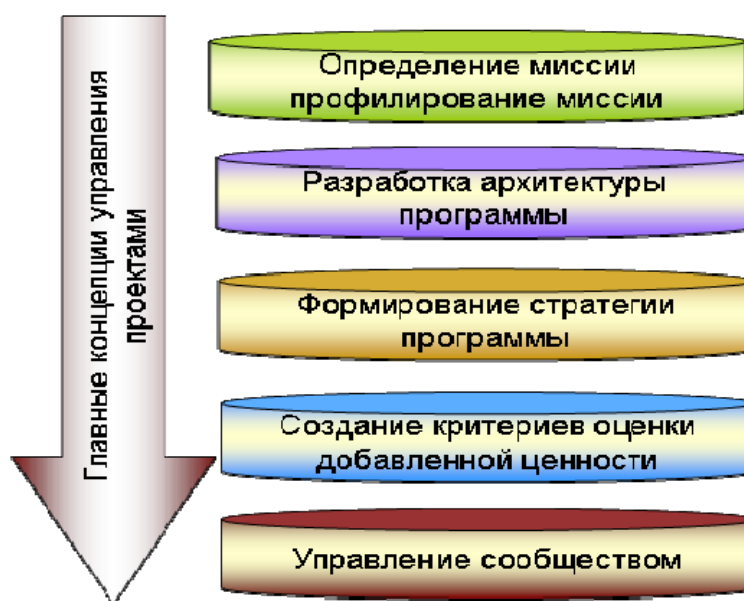 Главные концепции управления
проектами
Определение миссии
профилирование миссии
Разработка архитектуры
программы
Формирование стратегии
программы
Создание критериев оценки
добавленной ценности
Управление сообществом